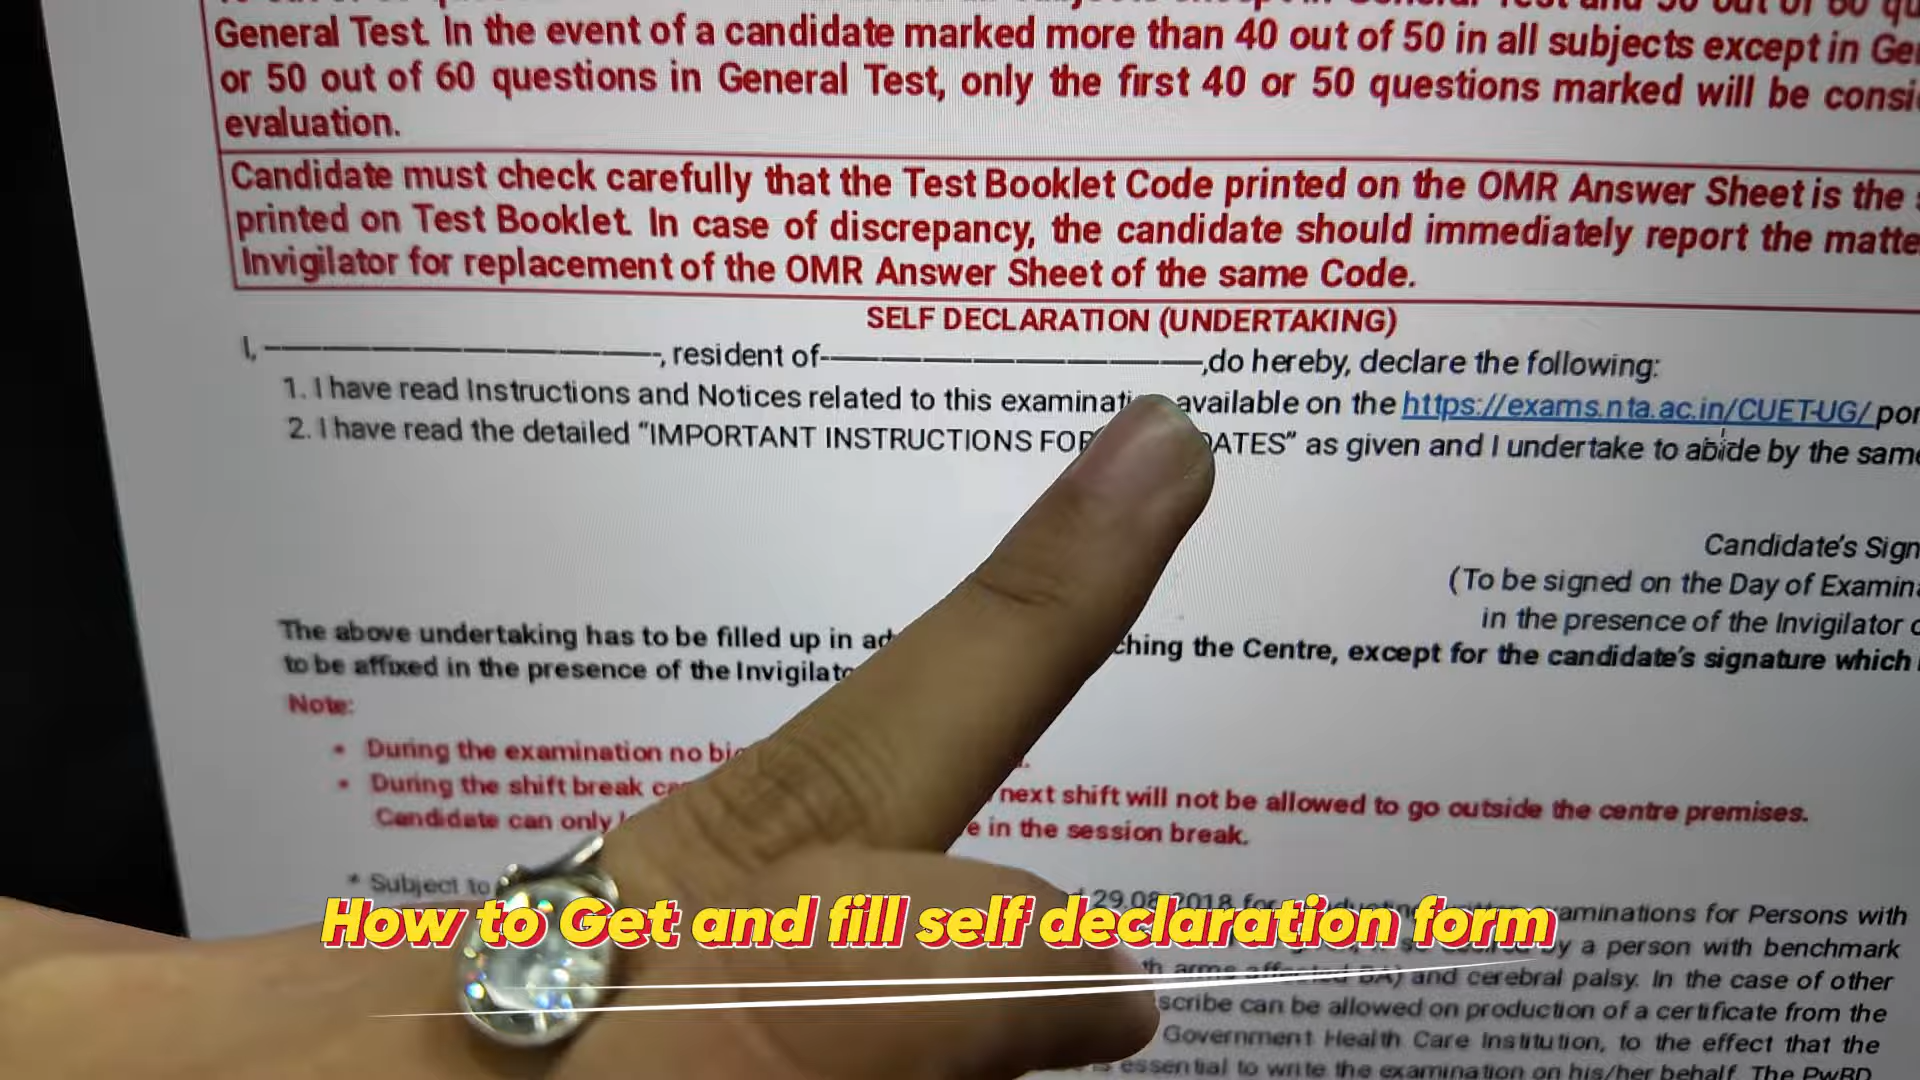 General Test. In the event of a candidate marked more than 40 out of 50 in all subjects except in Ge
or 50 out of 60 questions in General Test, only the first 40 or 50 questions marked will be consi
evaluation.
Candidate must check carefully that the Test Booklet Code printed on the OMR Answer Sheet is the
printed on Test Booklet. In case of discrepancy, the candidate should immediately report the matte
Invigilator for replacement of the OMR Answer Sheet of the same Code.
SELF DECLARATION (UNDERTAKING)
I, ——————————————, resident of——————————————,do hereby, declare the following:
1. I have read Instructions and Notices related to this examinati available on the https://exams.nta.ac.in/CUET-UG/ por
2. I have read the detailed “IMPORTANT INSTRUCTIONS FOR DATES” as given and I undertake to abide by the same
Candidate's Sign
(To be signed on the Day of Examin
in the presence of the Invigilator
The above undertaking has to be filled up in ad ching the Centre, except for the candidate's signature which
to be affixed in the presence of the Invigilato
Note:
• During the examination no
• During the shift break next shift will not be allowed to go outside the centre premises.
Candidate can only in the session break.
* Subject to 29.08.2018 for aminations for Persons with
How to Get and fill self declaration form
by a person with benchmark
and cerebral palsy. In the case of other
scribe can be allowed on production of a certificate from the
Government Health Care Institution, to the effect that the
essential to write the examination on his/her behalf. The PwBD